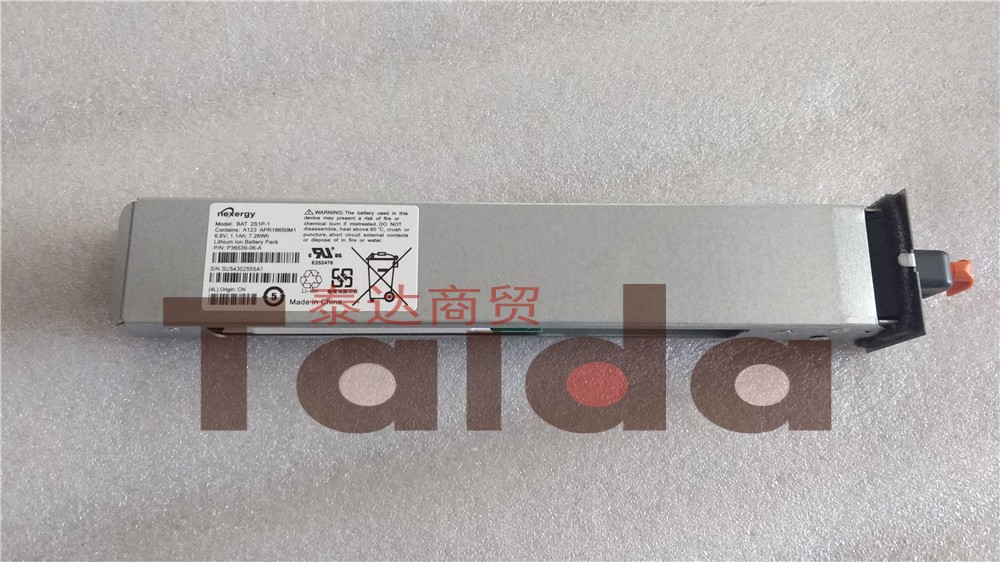 nexergy
Model: BAT 2S1P-1
Contains: A123 APR18650M1
6.6V; 1.1Ah; 7.26Wh
Lithium Ion Battery Pack
P/N: P36539-06-A
S/N:SU54302555A1
(4L) Origin: CN
5
WARNING: The battery used in this
device may present a risk of fire or
chemical burn if mistreated. DO NOT
disassemble, heat above 60 °C, crush or
puncture, short circuit external contacts
or dispose of in fire.
E252476
Li-ion
Made in China
泰达商贸
Taida